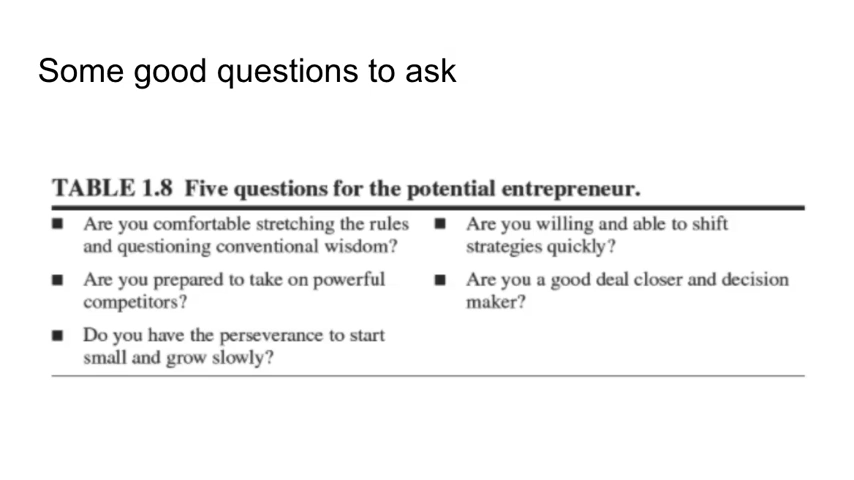 Some good questions to ask
TABLE 1.8 Five questions for the potential entrepreneur.
■ Are you comfortable stretching the rules
and questioning conventional wisdom?
■ Are you prepared to take on powerful
competitors?
■ Do you have the perseverance to start
small and grow slowly?
■ Are you willing and able to shift
strategies quickly?
■ Are you a good deal closer and decision
maker?